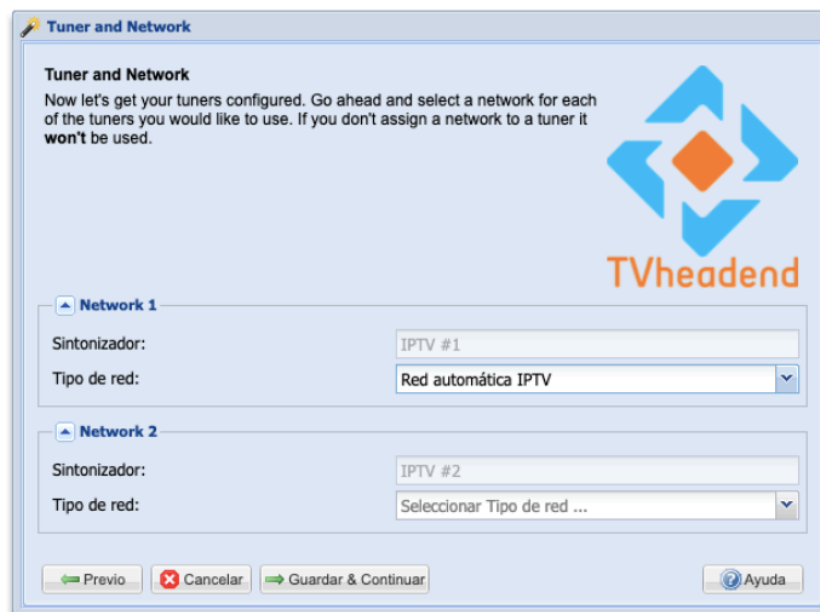 Tuner and Network
Tuner and Network
Now let's get your tuners configured. Go ahead and select a network for each
of the tuners you would like to use. If you don't assign a network to a tuner it
won't be used.
TVheadend
Network 1
Sintonizador:
IPTV #1
Tipo de red:
Red automática IPTV
Network 2
Sintonizador:
IPTV #2
Tipo de red:
Seleccionar Tipo de red ...
Previo
Cancelar
Guardar & Continuar
Ayuda